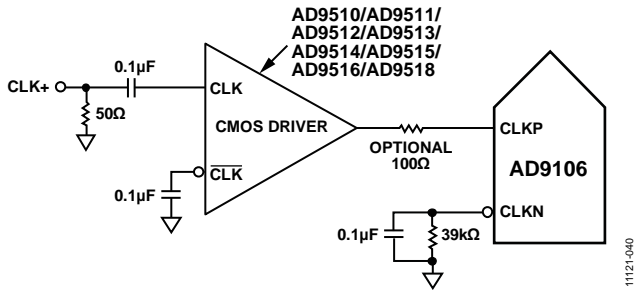 AD9510/AD9511/
AD9512/AD9513/
AD9514/AD9515/
AD9516/AD9518
0.1µF
CLK+
CLK
50Ω
CMOS DRIVER
CLK
0.1µF
OPTIONAL
100Ω
CLKP
AD9106
CLKN
0.1µF
39kΩ
11121-040